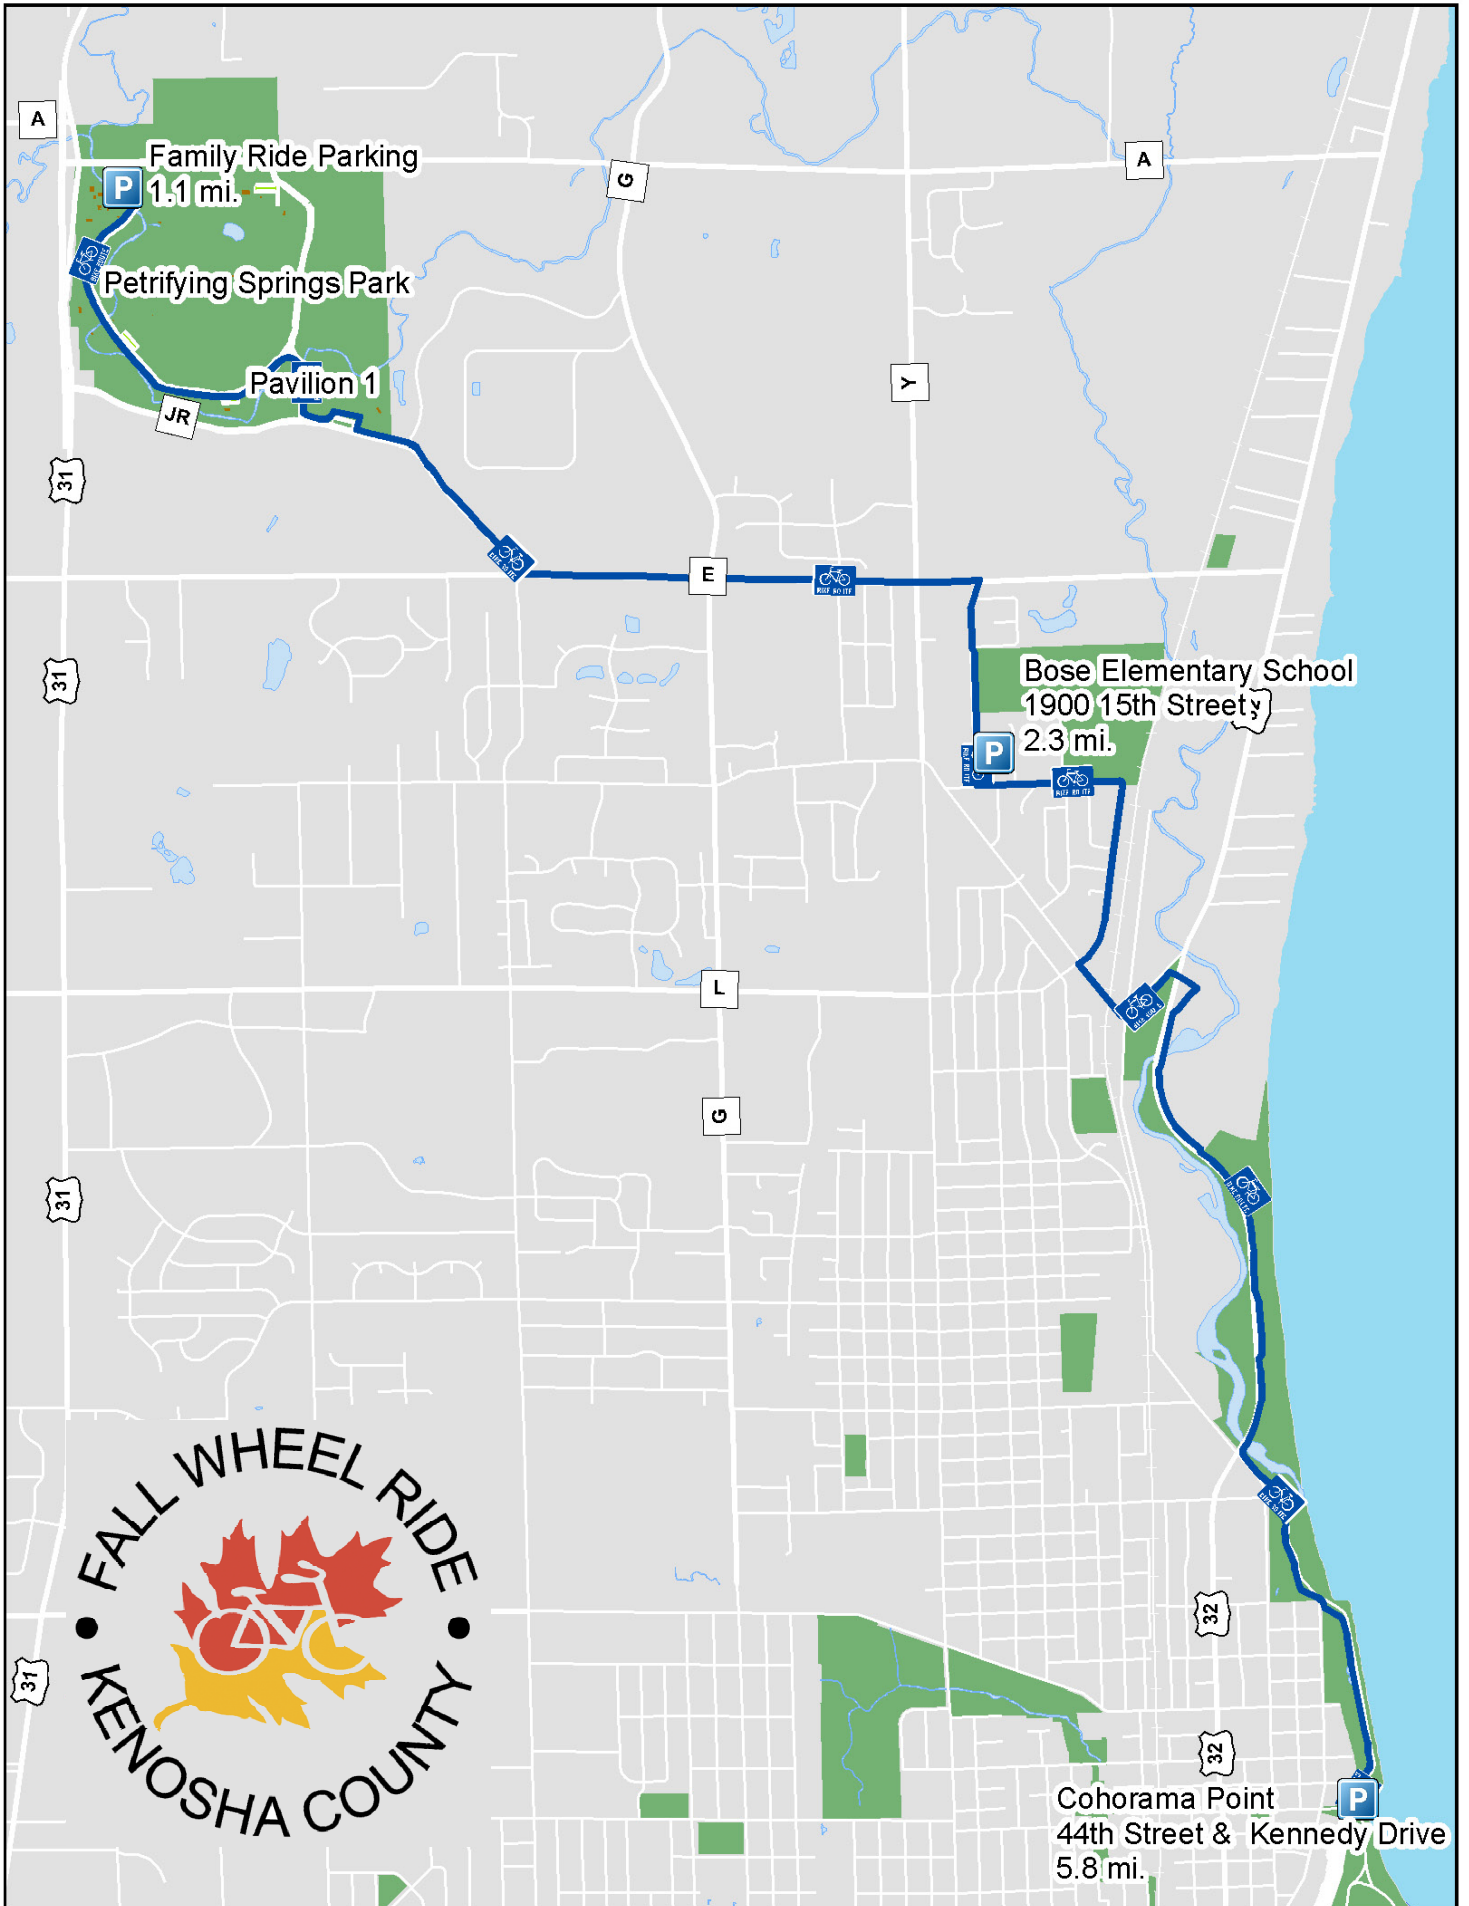 A
Family Ride Parking
1.1 mi.
A
G
Petrifying Springs Park
Pavilion 1
Y
JR
31
E
BIKE ROUTE
31
Bose Elementary School
1900 15th Street
2.3 mi.
L
G
31
FALL WHEEL RIDE
KENOSHA COUNTY
32
31
32
Cohorama Point
44th Street & Kennedy Drive
5.8 mi.
P
P
P